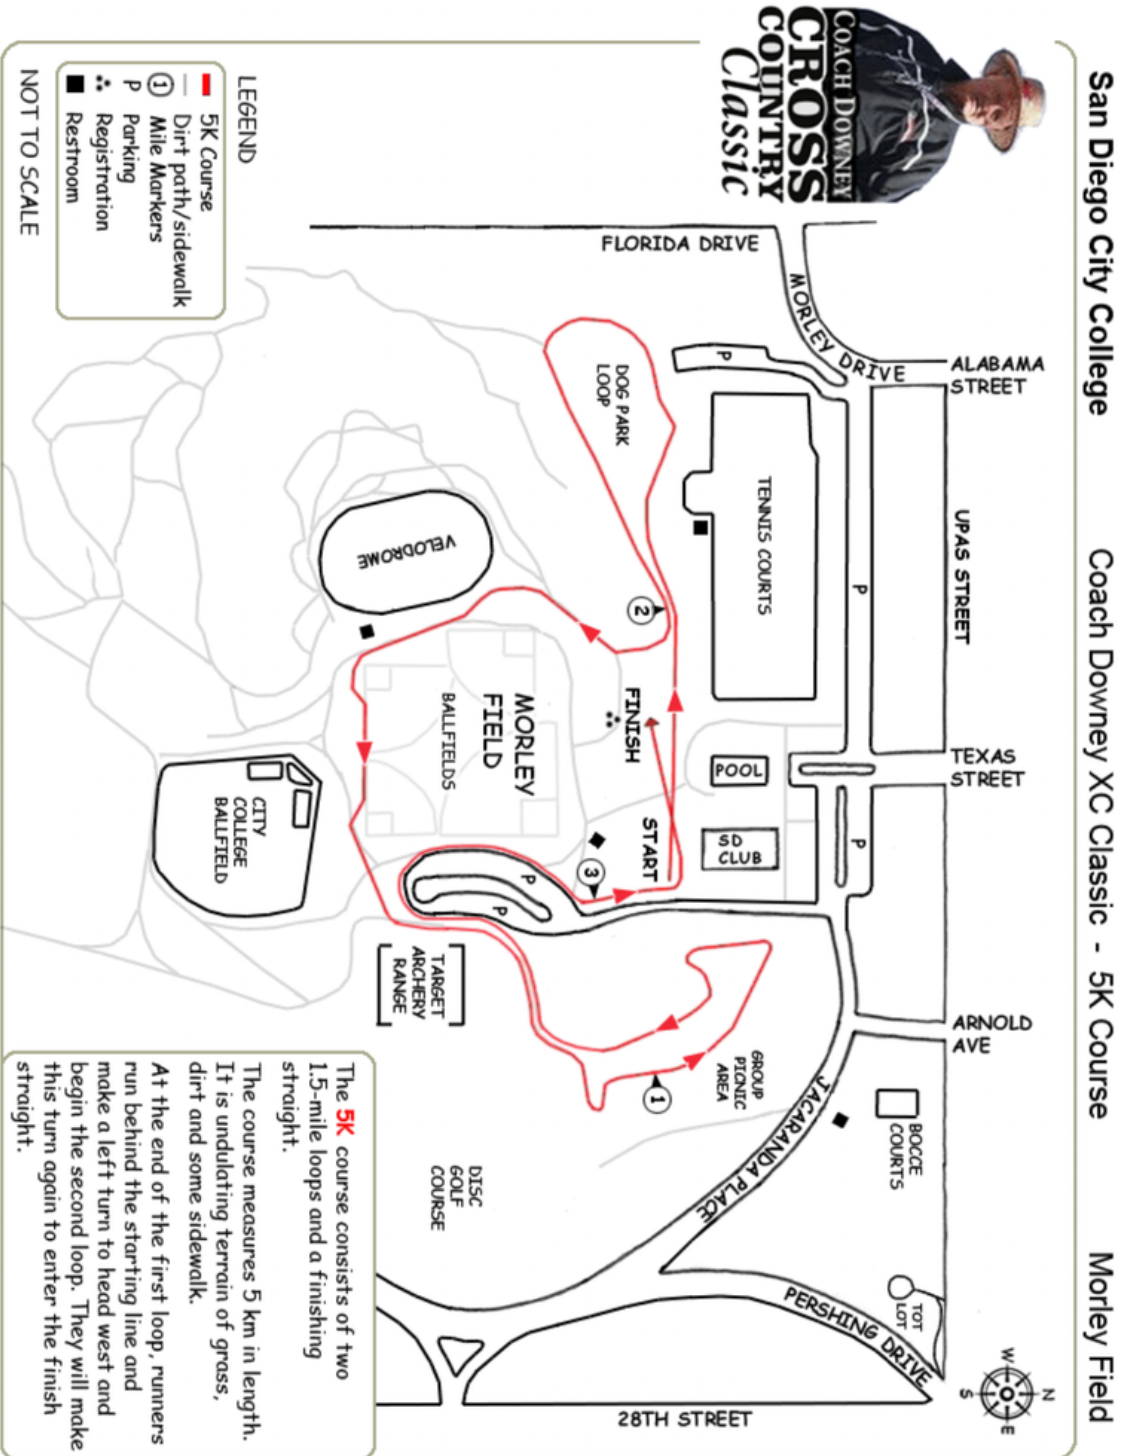 San Diego City College
Coach Downey XC Classic - 5K Course
Morley Field
COACH DOWNEY
CROSS
COUNTRY
Classic
ALABAMA
STREET
UPAS STREET
TEXAS
STREET
ARNOLD
AVE
FLORIDA DRIVE
MORLEY DRIVE
P
P
P
TENNIS COURTS
POOL
SD
CLUB
BOCCE
COURTS
TOT
LOT
JACARANDA PLACE
PERSHING DRIVE
28TH STREET
N
W
E
S
DOG PARK
LOOP
2
FINISH
START
3
GROUP
PICNIC
AREA
1
P
P
MORLEY
FIELD
BALLFIELDS
VELODROME
TARGET
ARCHERY
RANGE
DISC
GOLF
COURSE
CITY
COLLEGE
BALLFIELD
LEGEND
5K Course
Dirt path/sidewalk
1 Mile Markers
P Parking
Registration
Restroom
NOT TO SCALE
The 5K course consists of two
1.5-mile loops and a finishing
straight.
The course measures 5 km in length.
It is undulating terrain of grass,
dirt and some sidewalk.
At the end of the first loop, runners
run behind the starting line and
make a left turn to head west and
begin the second loop. They will make
this turn again to enter the finish
straight.